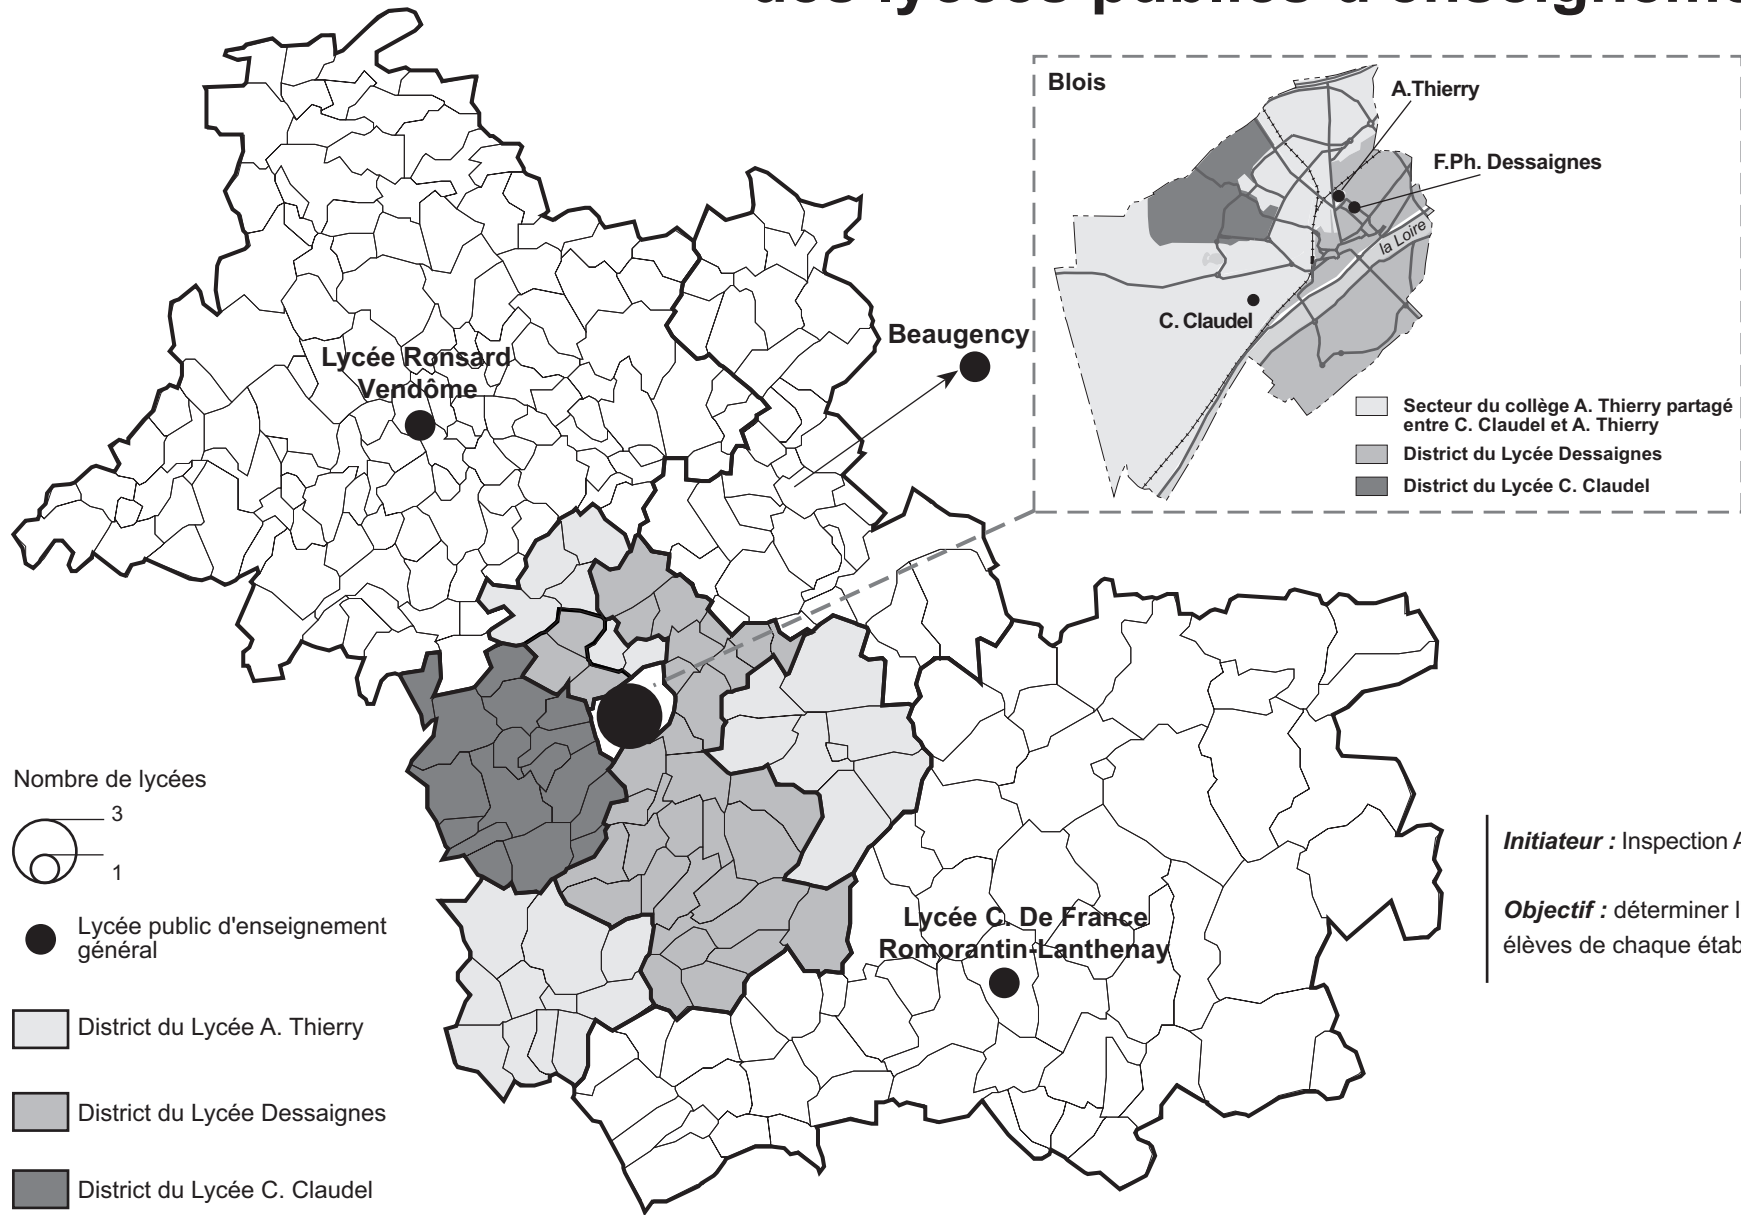 des lycées publics d'enseigneme
Blois
A.Thierry
F.Ph. Dessaignes
la Loire
C. Claudel
Secteur du collège A. Thierry partagé
entre C. Claudel et A. Thierry
District du Lycée Dessaignes
District du Lycée C. Claudel
Beaugency
Lycée Ronsard
Vendôme
Nombre de lycées
3
1
Lycée public d'enseignement
général
District du Lycée A. Thierry
District du Lycée Dessaignes
District du Lycée C. Claudel
Lycée C. De France
Romorantin-Lanthenay
Initiateur : Inspection A
Objectif : déterminer l
élèves de chaque étab